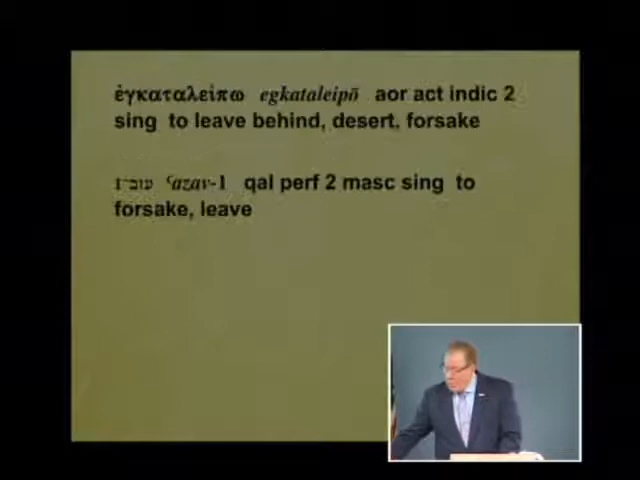 ἐγκαταλείπω egkataleipō aor act indic 2
sing to leave behind, desert, forsake
עזב־1 ʿazav-1 qal perf 2 masc sing to
forsake, leave